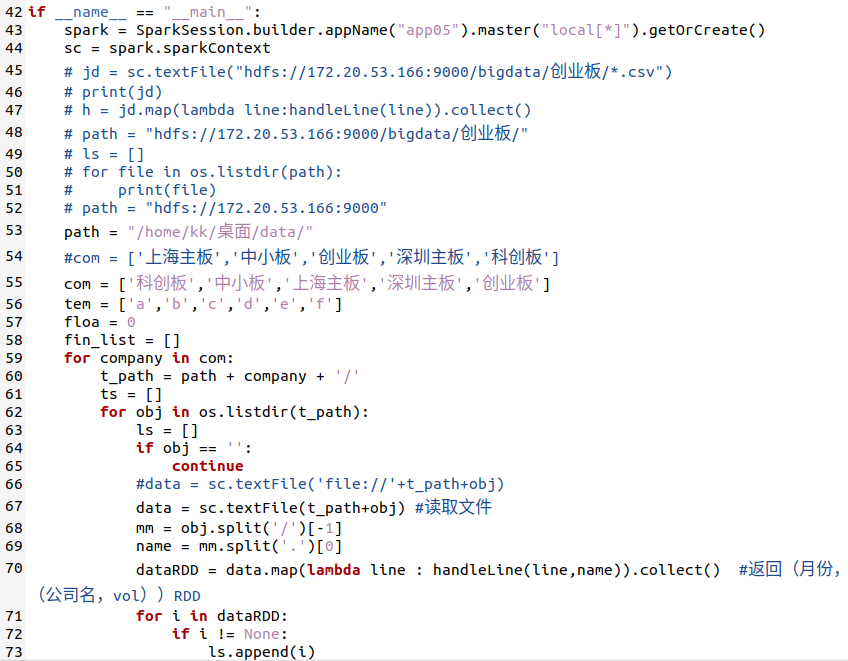 42 if __name__ == "__main__":
43     spark = SparkSession.builder.appName("app05").master("local[*]").getOrCreate()
44     sc = spark.sparkContext
45     # jd = sc.textFile("hdfs://172.20.53.166:9000/bigdata/创业板/*.csv")
46     # print(jd)
47     # h = jd.map(lambda line:handleLine(line)).collect()
48     # path = "hdfs://172.20.53.166:9000/bigdata/创业板/"
49     # ls = []
50     # for file in os.listdir(path):
51     #     print(file)
52     # path = "hdfs://172.20.53.166:9000"
53     path = "/home/kk/桌面/data/"
54     #com = ['上海主板','中小板','创业板','深圳主板','科创板']
55     com = ['科创板','中小板','上海主板','深圳主板','创业板']
56     tem = ['a','b','c','d','e','f']
57     floa = 0
58     fin_list = []
59     for company in com:
60         t_path = path + company + '/'
61         ts = []
62         for obj in os.listdir(t_path):
63             ls = []
64             if obj == '':
65                 continue
66             #data = sc.textFile('file://'+t_path+obj)
67             data = sc.textFile(t_path+obj) #读取文件
68             mm = obj.split('/')[-1]
69             name = mm.split('.')[0]
70             dataRDD = data.map(lambda line : handleLine(line,name)).collect()  #返回（月份，
（公司名，vol））RDD
71             for i in dataRDD:
72                 if i != None:
73                     ls.append(i)